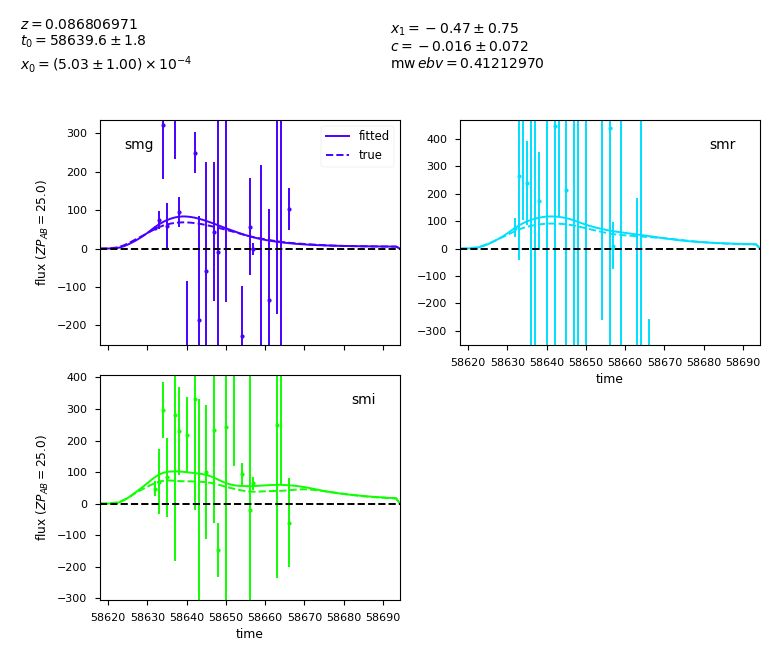 z = 0.086806971
t₀ = 58639.6 ± 1.8
x₀ = (5.03 ± 1.00) × 10⁻⁴
x₁ = −0.47 ± 0.75
c = −0.016 ± 0.072
mw ebv = 0.41212970
smg
fitted
true
300
200
100
0
−100
−200
flux (ZP_AB = 25.0)
smr
400
300
200
100
0
−100
−200
−300
58620 58630 58640 58650 58660 58670 58680 58690
time
smi
400
300
200
100
0
−100
−200
−300
flux (ZP_AB = 25.0)
58620 58630 58640 58650 58660 58670 58680 58690
time